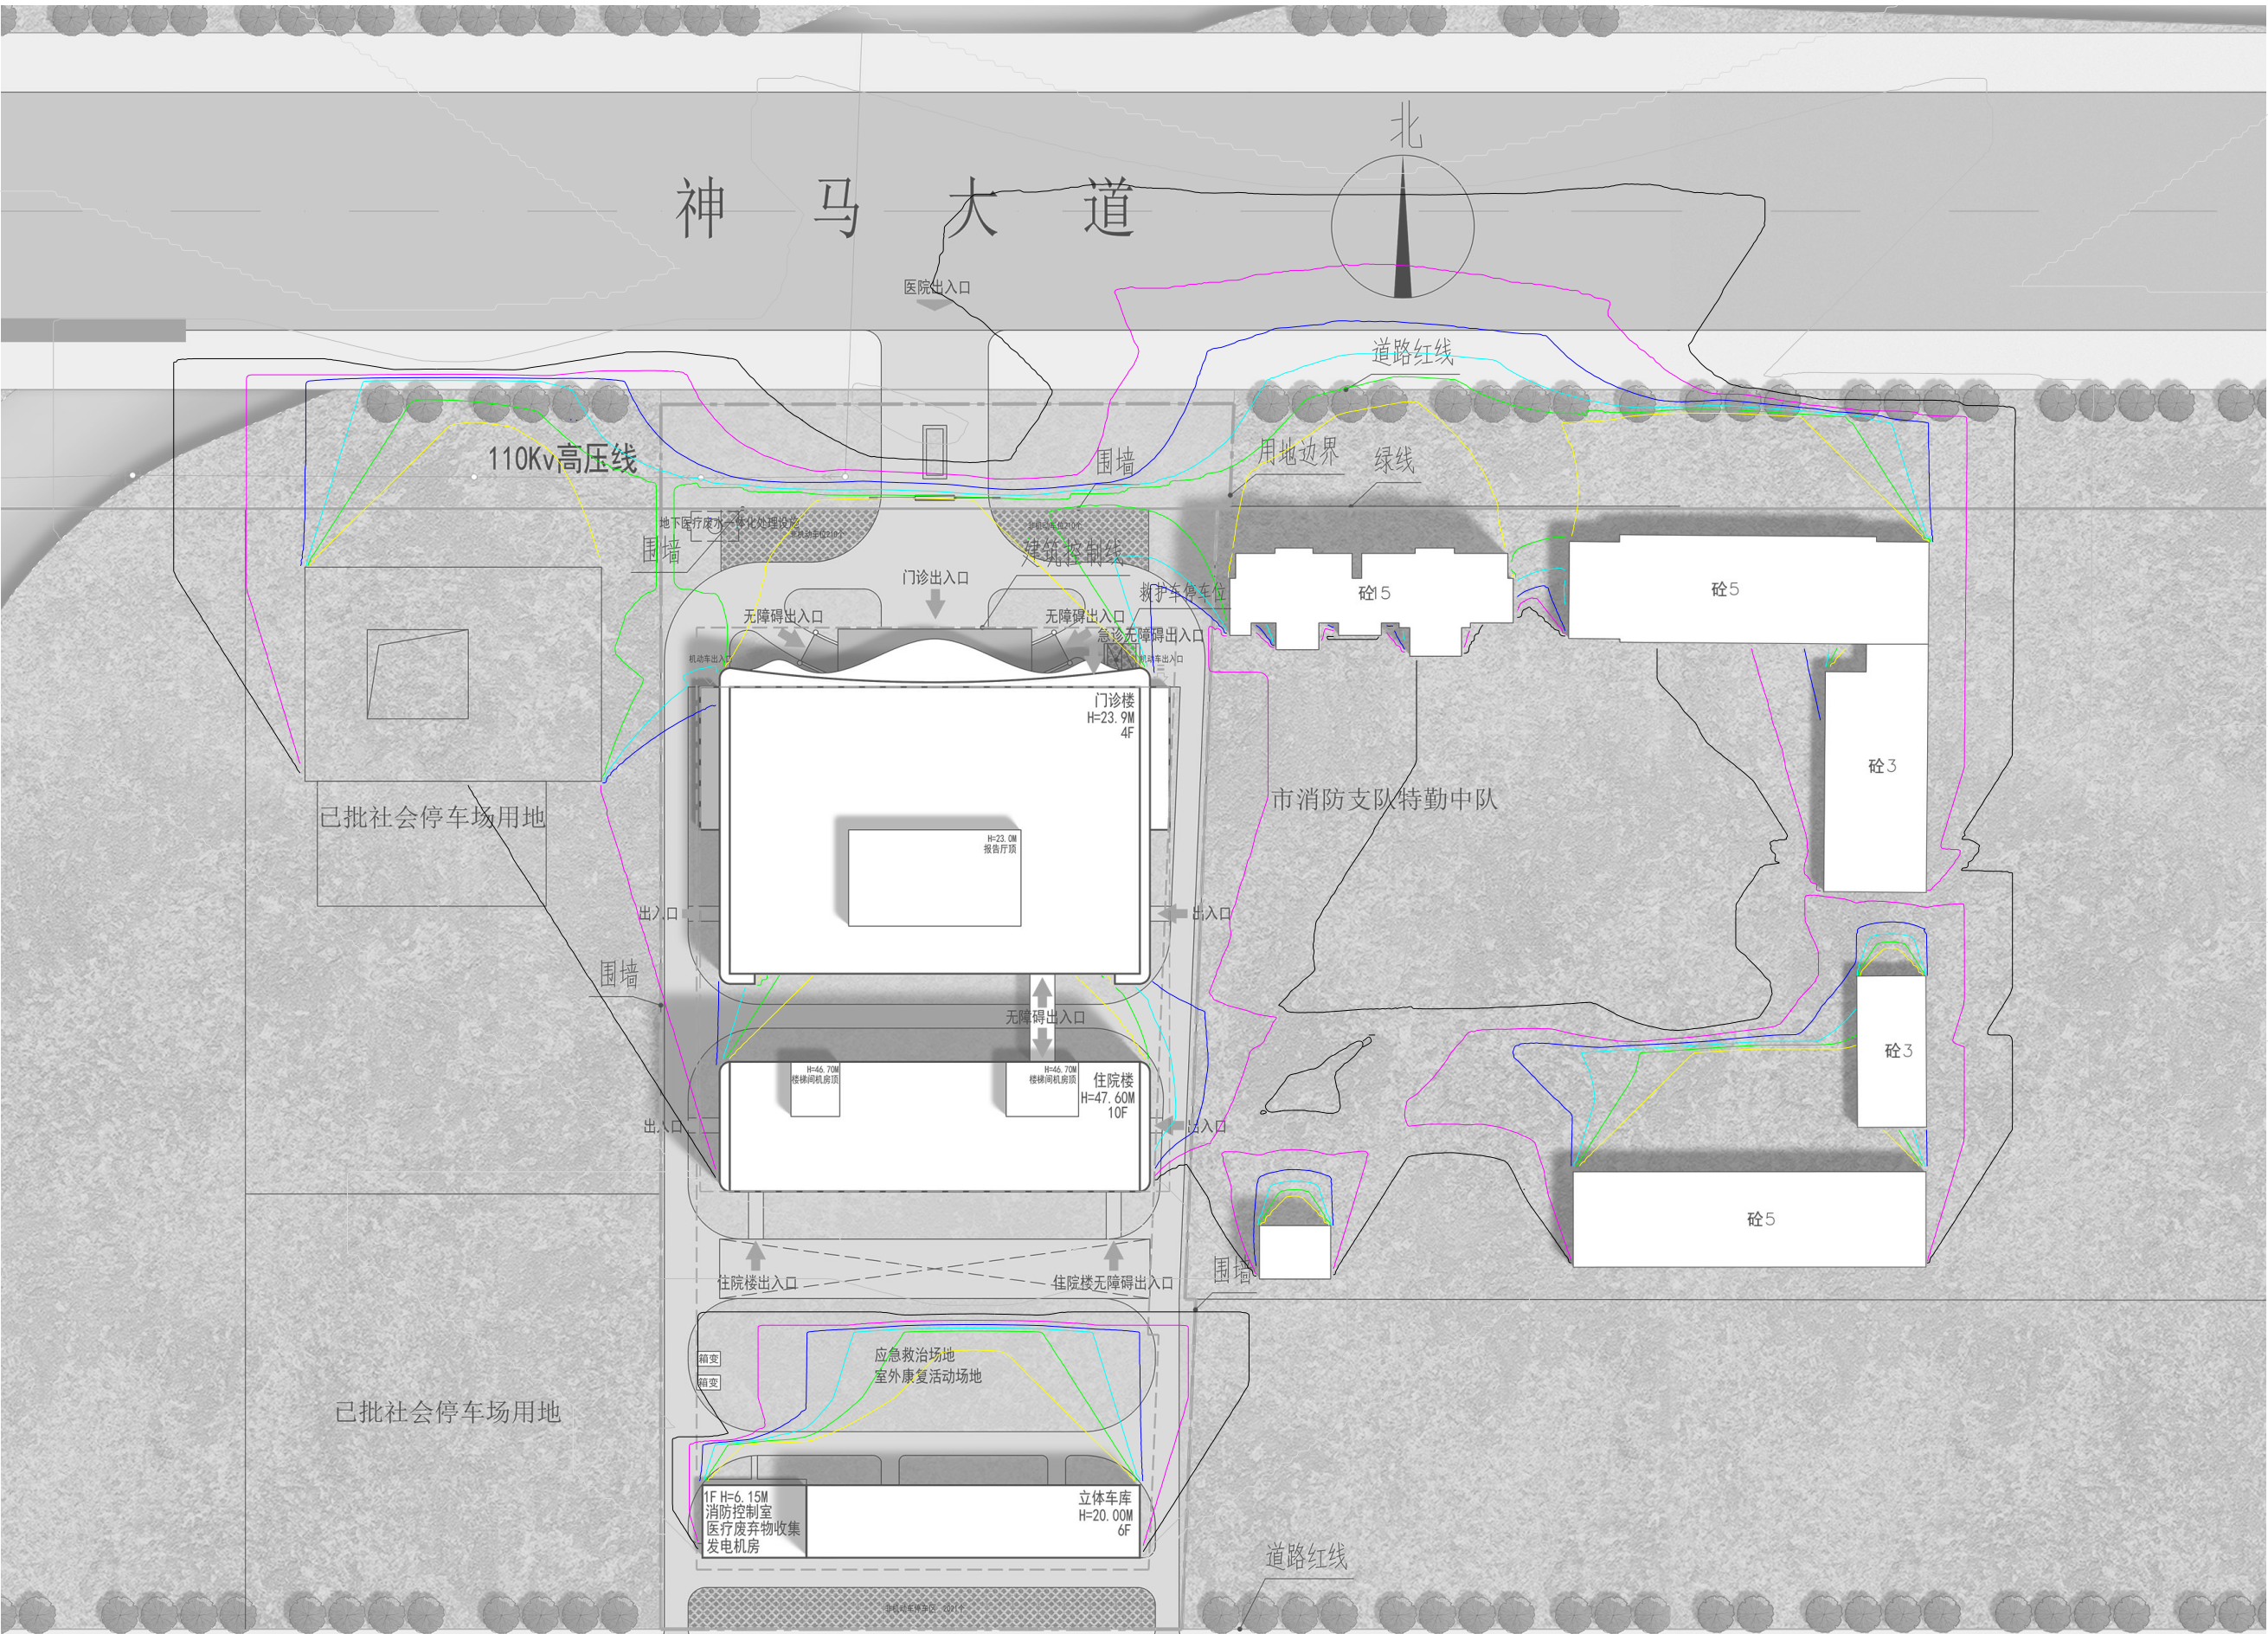 北
神马大道
医院出入口
道路红线
110Kv高压线
围墙
用地边界
绿线
地下医疗废水一体化处理设施
围墙
建筑控制线
门诊出入口
救护车停车位
砼15
砼5
无障碍出入口
无障碍出入口
急诊无障碍出入口
机动车出入口
机动车出入口
门诊楼
H=23.9M
4F
砼3
市消防支队特勤中队
已批社会停车场用地
H=23.0M
报告厅顶
出入口
出入口
围墙
无障碍出入口
砼3
H=46.70M
楼梯间机房顶
H=46.70M
楼梯间机房顶
住院楼
H=47.60M
10F
出入口
出入口
砼5
围墙
住院楼出入口
住院楼无障碍出入口
箱变
箱变
应急救治场地
室外康复活动场地
已批社会停车场用地
1F H=6.15M
消防控制室
医疗废弃物收集
发电机房
立体车库
H=20.00M
6F
道路红线